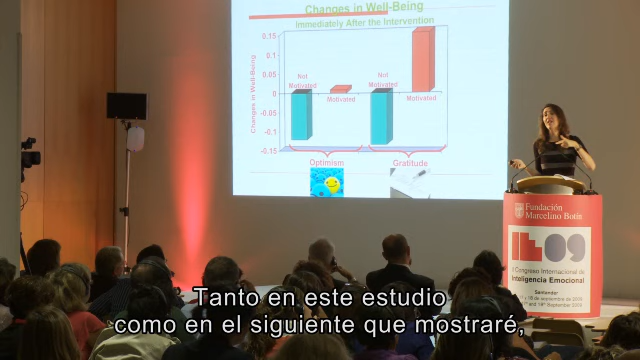 Changes in Well-Being
Immediately After the Intervention
0.15
0.1
0.05
0
-0.05
-0.1
-0.15
Changes in Well-Being
Not
Motivated
Motivated
Not
Motivated
Motivated
Optimism
Gratitude
Fundación
Marcelino Botín
09
II Congreso Internacional de
Inteligencia Emocional
Santander
Tanto en este estudio
como en el siguiente que mostraré,